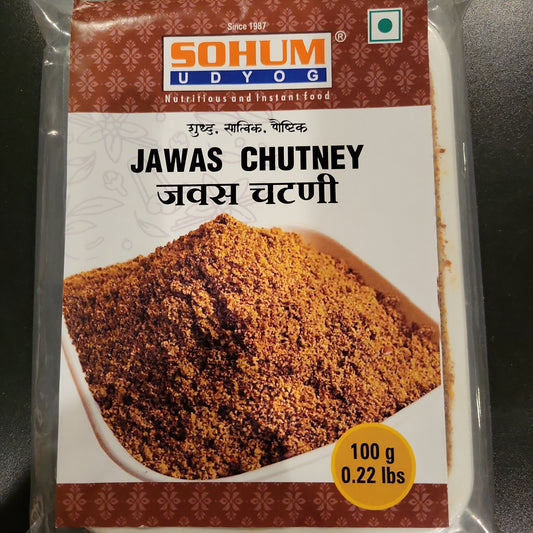 Since 1987
SOHUM®
UDYOG
Nutritious and Instant food
शुध्द, सात्विक, पौष्टिक
JAWAS CHUTNEY
जवस चटणी
100 g
0.22 lbs